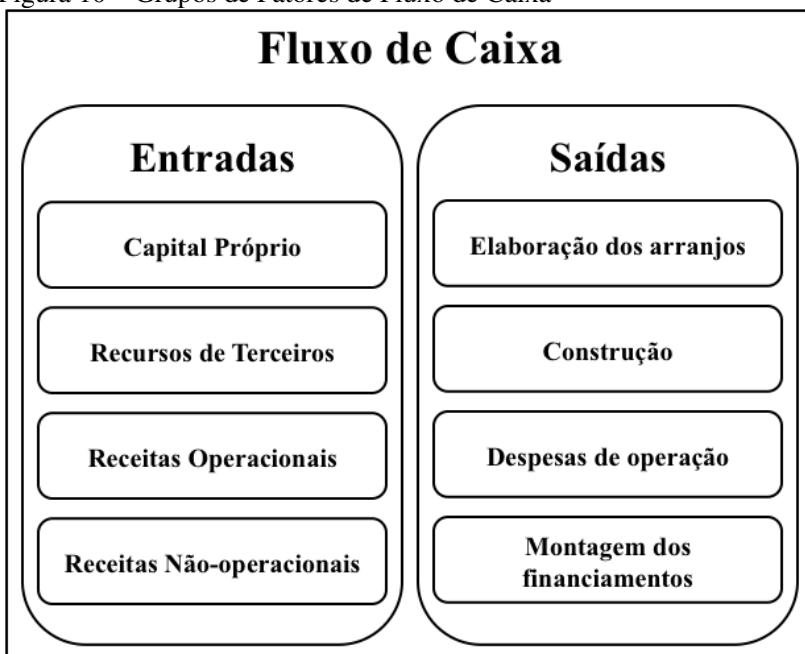 Figura 10 – Grupos de Fatores de Fluxo de Caixa
Fluxo de Caixa
Entradas
Capital Próprio
Recursos de Terceiros
Receitas Operacionais
Receitas Não-operacionais
Saídas
Elaboração dos arranjos
Construção
Despesas de operação
Montagem dos
financiamentos